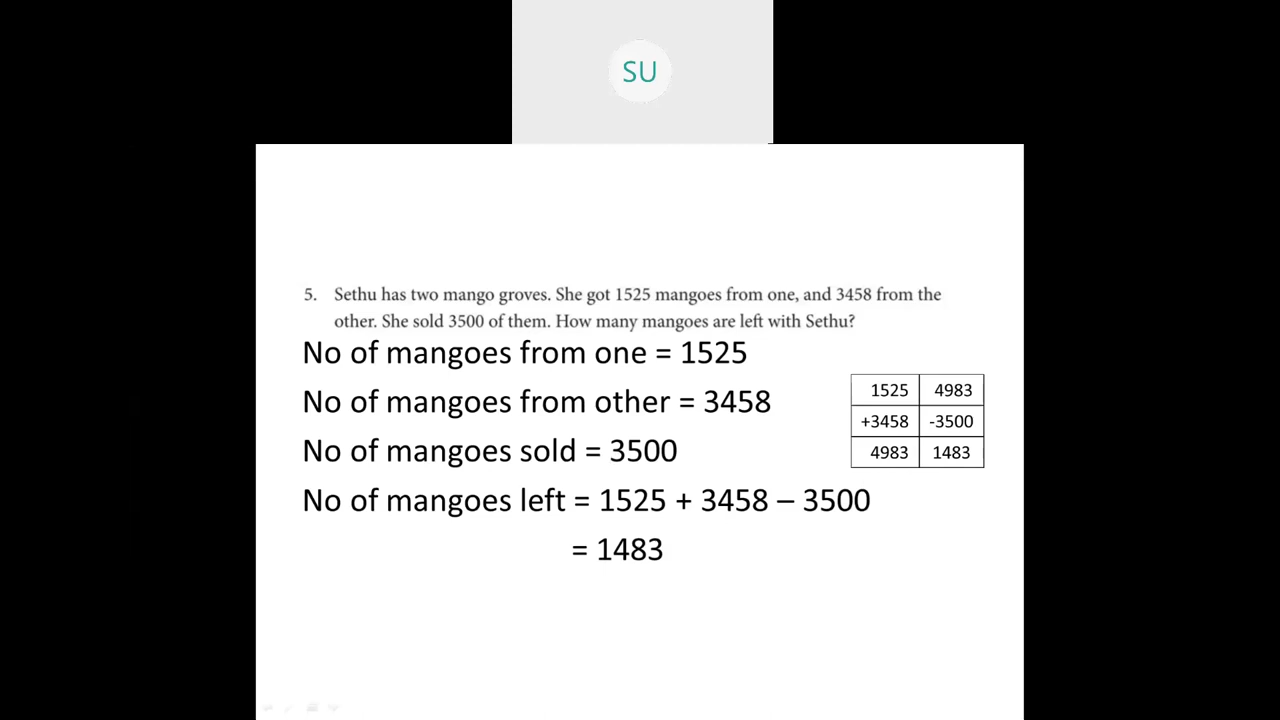 SU
5. Sethu has two mango groves. She got 1525 mangoes from one, and 3458 from the
other. She sold 3500 of them. How many mangoes are left with Sethu?
No of mangoes from one = 1525
No of mangoes from other = 3458
No of mangoes sold = 3500
No of mangoes left = 1525 + 3458 – 3500
= 1483
1525 4983
+3458 -3500
4983 1483